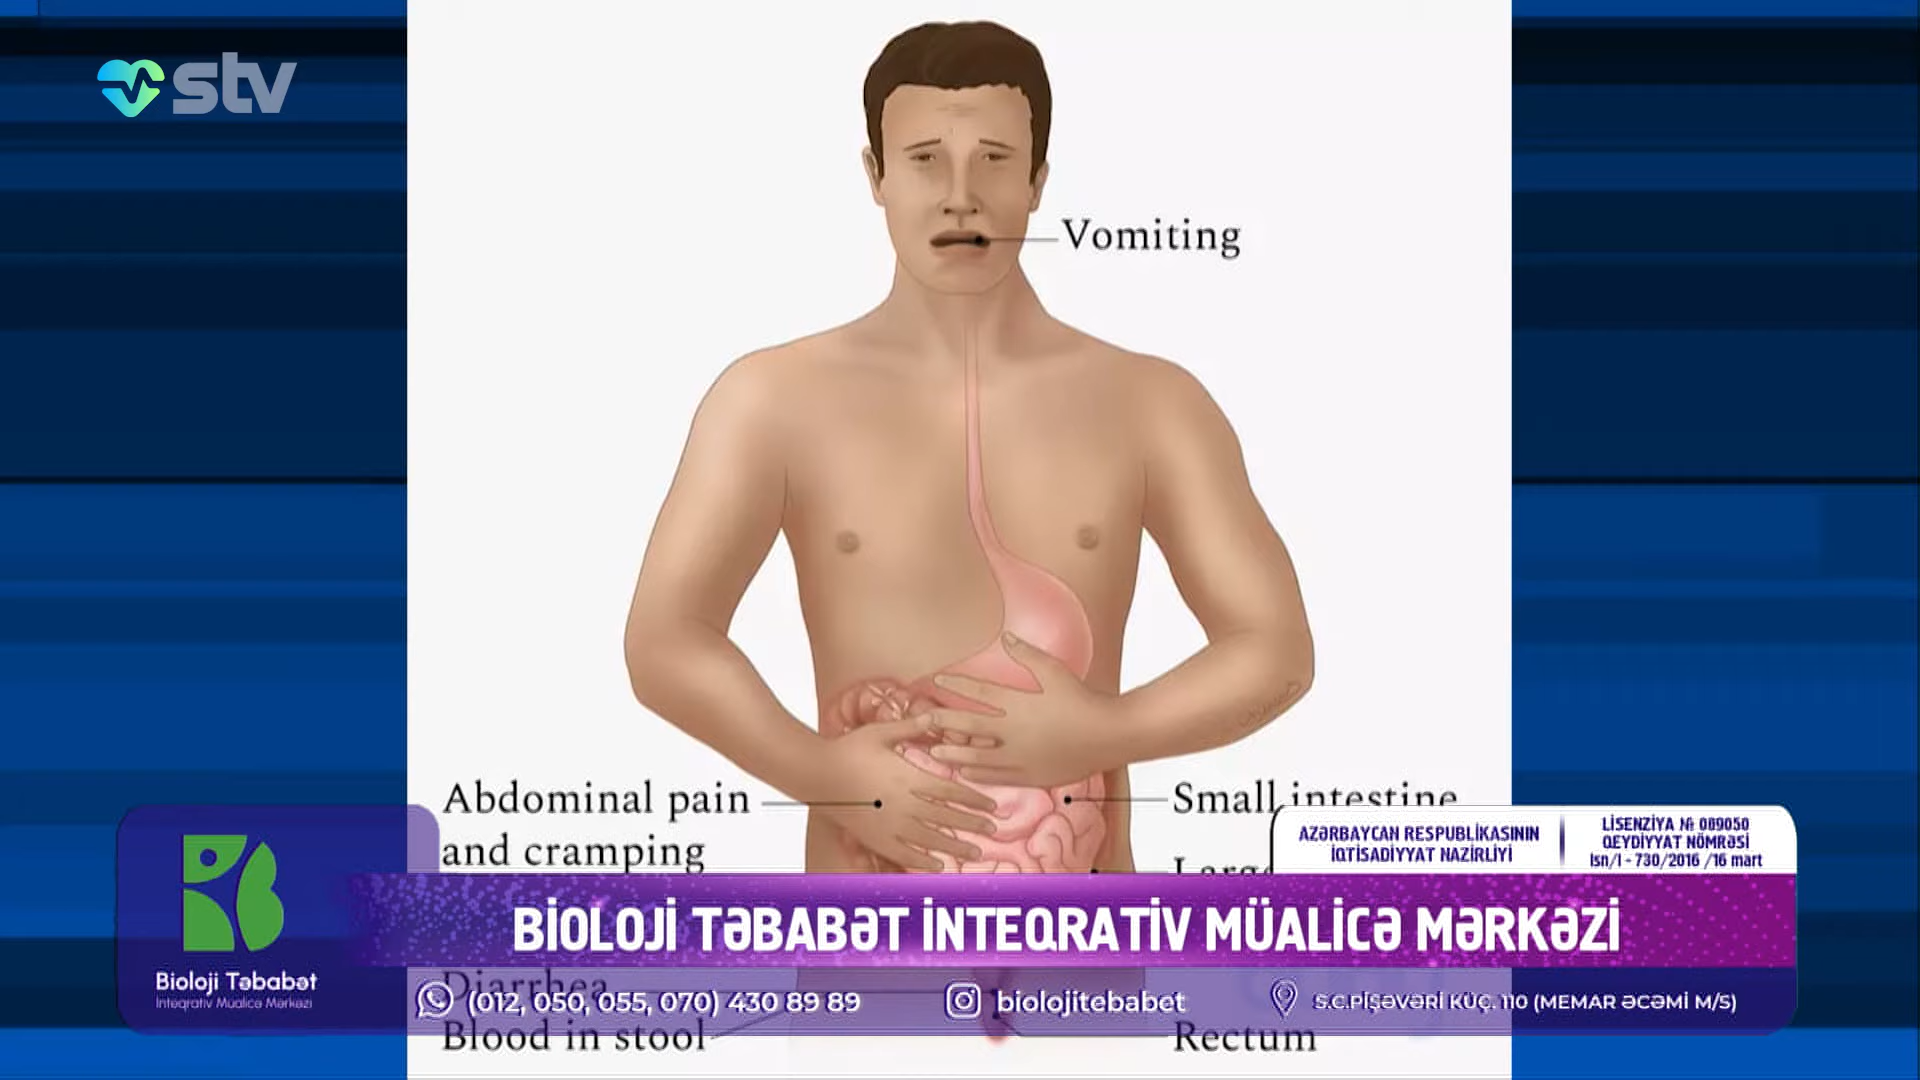 stv
Vomiting
Abdominal pain
and cramping
Small intestine
Large
AZƏRBAYCAN RESPUBLİKASININ
İQTİSADİYYAT NAZİRLİYİ
LİSENZİYA № 089050
QEYDİYYAT NÖMRƏSİ
lsn/l - 730/2016 /16 mart
BİOLOJİ TƏBABƏT İNTEQRATİV MÜALİCƏ MƏRKƏZİ
Bioloji Təbabət
İnteqrativ Müalicə Mərkəzi
Diarrhea
(012, 050, 055, 070) 430 89 89
biolojitebabet
S.C.PİŞƏVƏRİ KÜÇ. 110 (MEMAR ƏCƏMİ M/S)
Blood in stool
Rectum